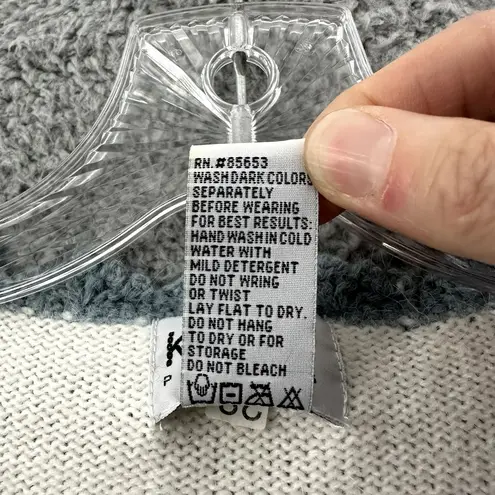 RN.#85653
WASH DARK COLORS
SEPARATELY
BEFORE WEARING
FOR BEST RESULTS:
HAND WASH IN COLD
WATER WITH
MILD DETERGENT
DO NOT WRING
OR TWIST
LAY FLAT TO DRY.
DO NOT HANG
TO DRY OR FOR
STORAGE
DO NOT BLEACH
K
P